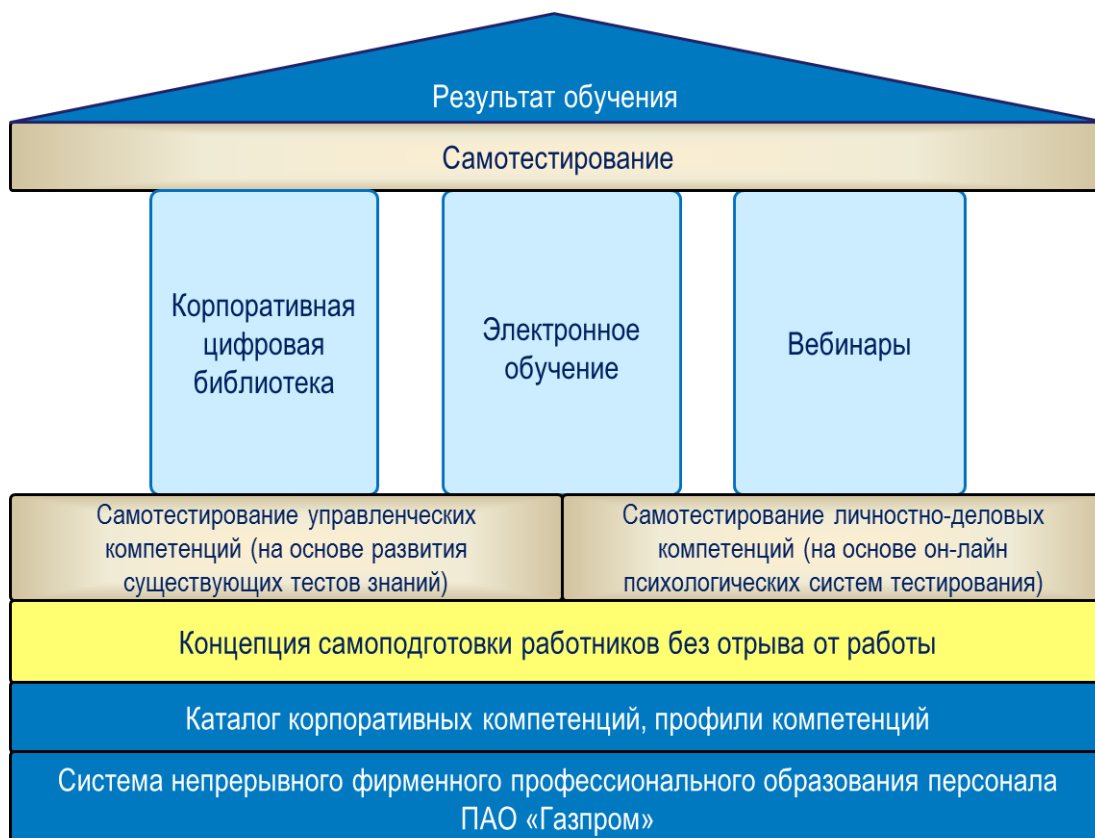 Результат обучения
Самотестирование
Корпоративная
цифровая
библиотека
Электронное
обучение
Вебинары
Самотестирование управленческих
компетенций (на основе развития
существующих тестов знаний)
Самотестирование личностно-деловых
компетенций (на основе он-лайн
психологических систем тестирования)
Концепция самоподготовки работников без отрыва от работы
Каталог корпоративных компетенций, профили компетенций
Система непрерывного фирменного профессионального образования персонала
ПАО «Газпром»